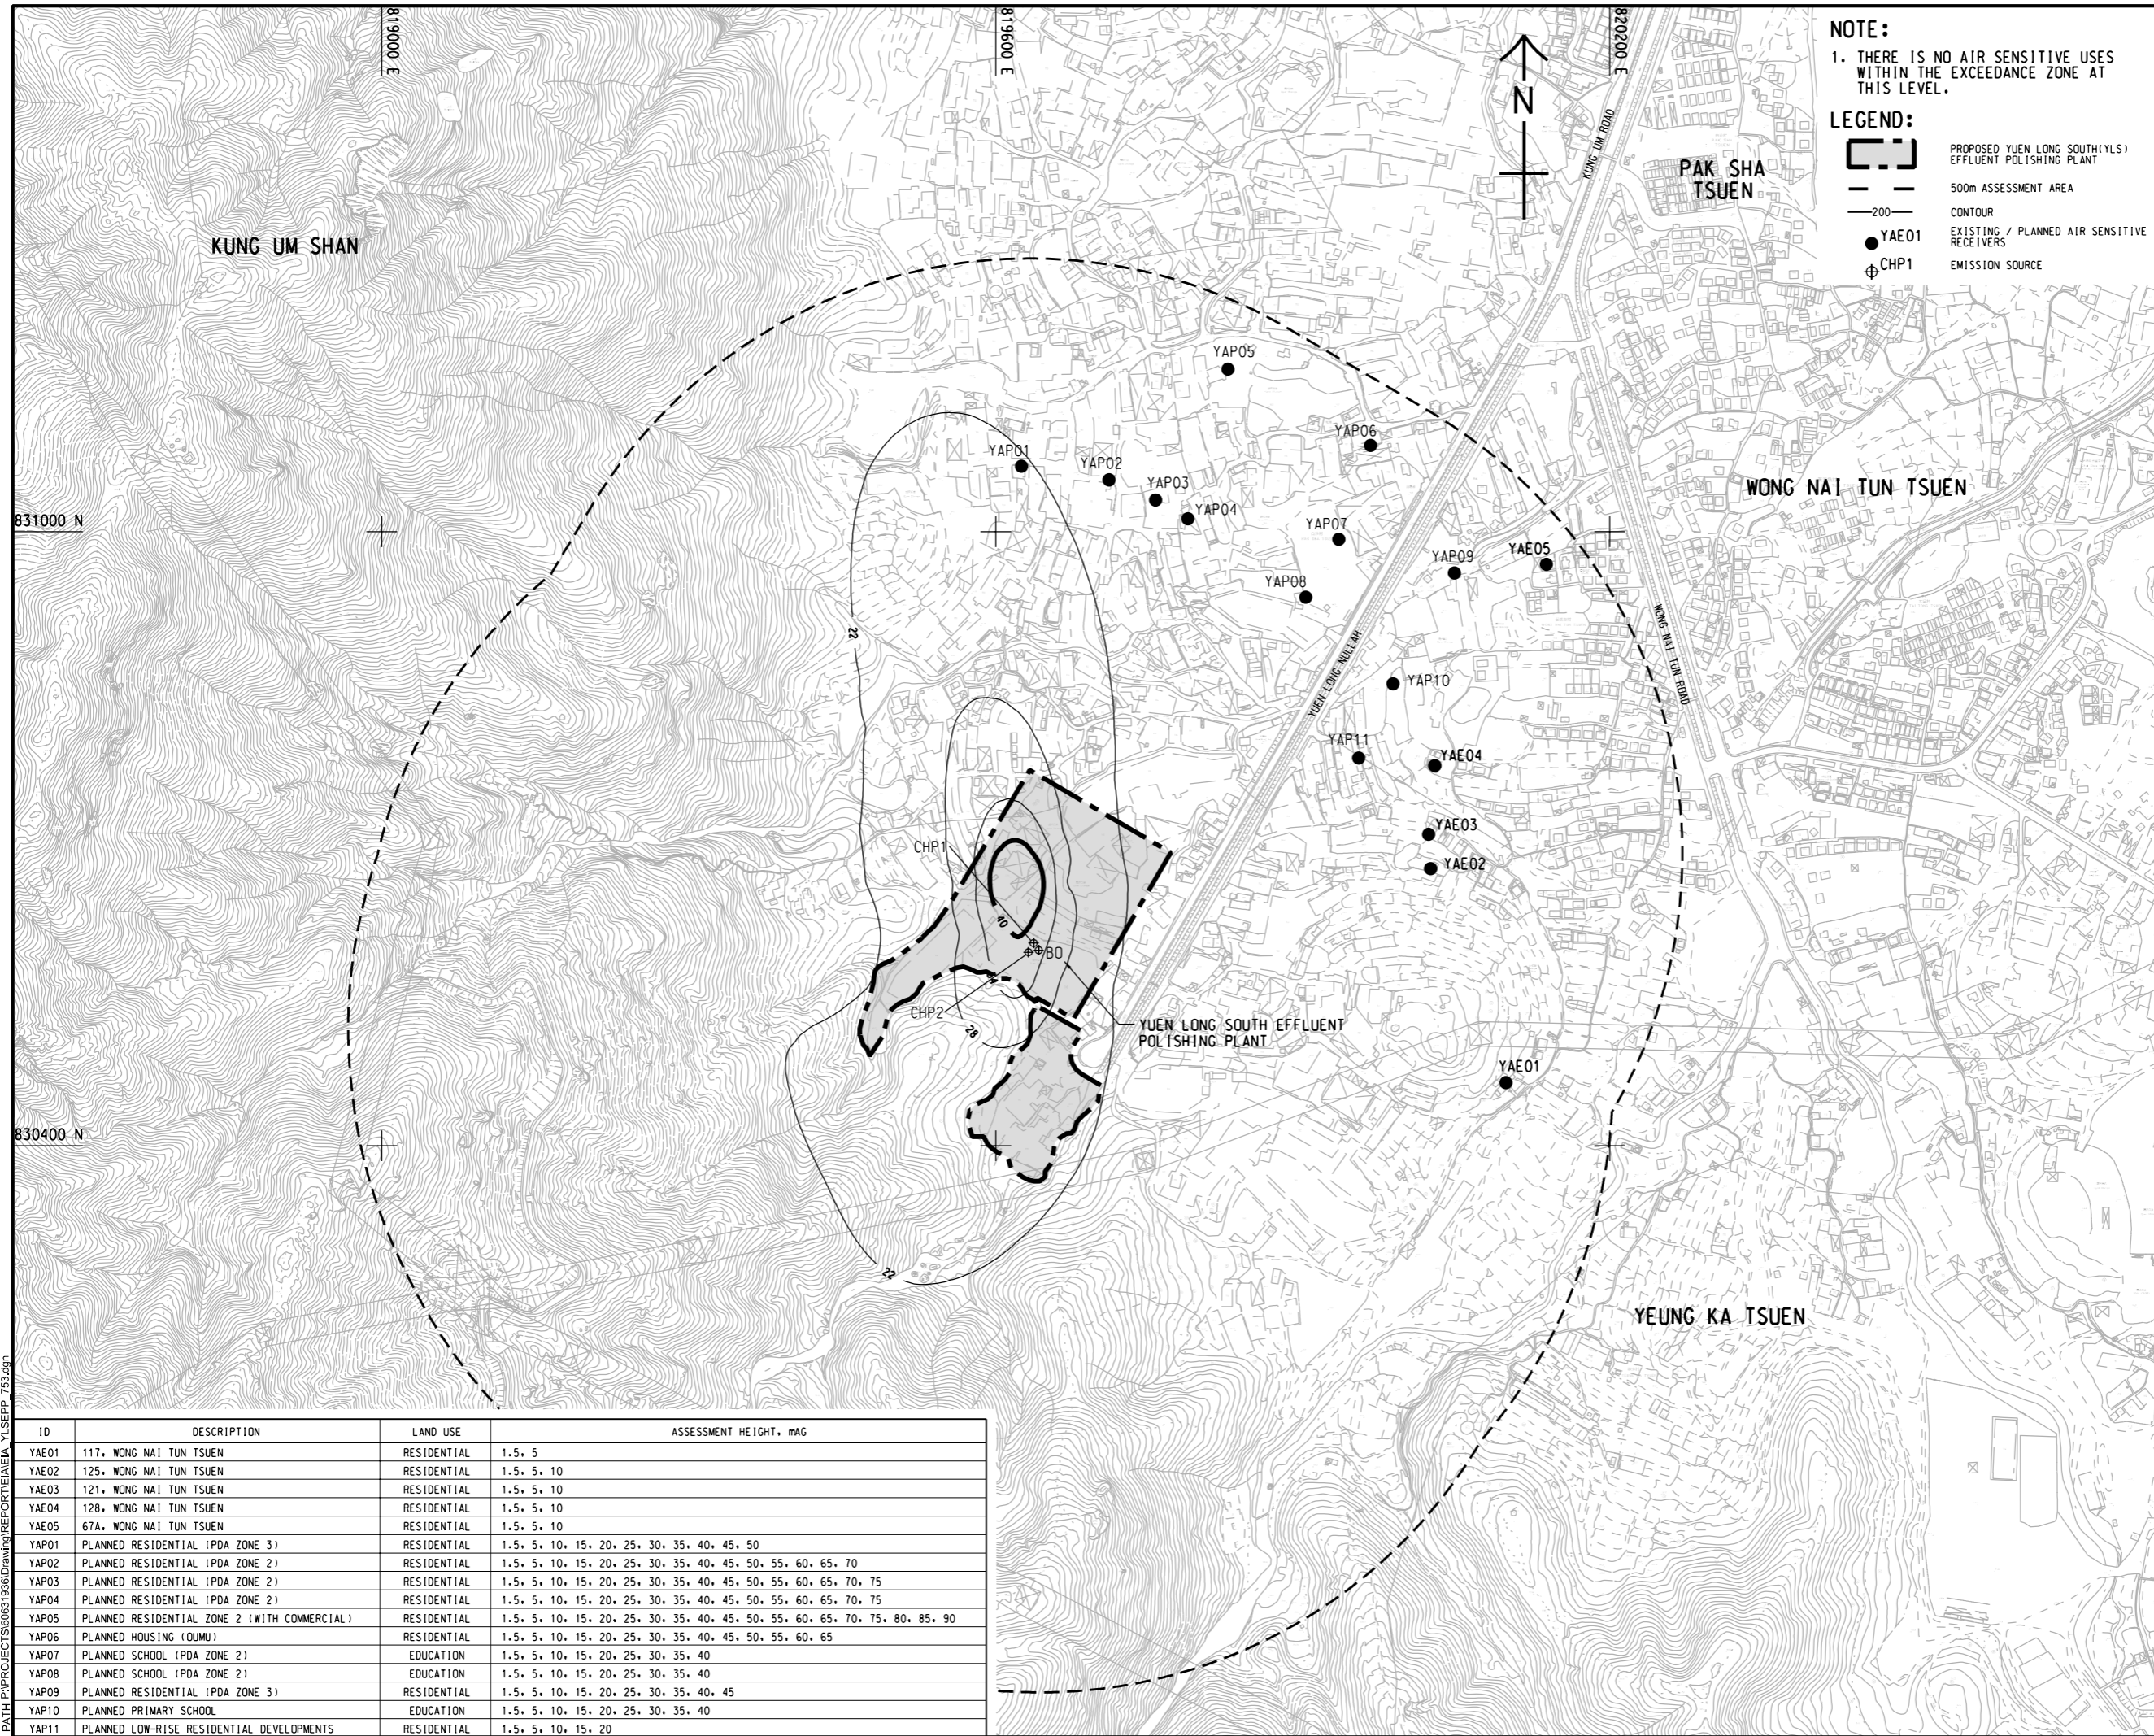 819000 E
819600 E
820200 E
NOTE:
1. THERE IS NO AIR SENSITIVE USES
WITHIN THE EXCEEDANCE ZONE AT
THIS LEVEL.
LEGEND:
PROPOSED YUEN LONG SOUTH(YLS)
EFFLUENT POLISHING PLANT
500m ASSESSMENT AREA
200 CONTOUR
YAE01 EXISTING / PLANNED AIR SENSITIVE
RECEIVERS
CHP1 EMISSION SOURCE
N
KUNG UM ROAD
PAK SHA
TSUEN
KUNG UM SHAN
YAP05
YAP06
YAP01
YAP02
YAP03
YAP04
WONG NAI TUN TSUEN
831000 N
YAP07
YAP09
YAE05
YAP08
22
WONG NAI TUN ROAD
YUEN LONG NULLAH
YAP10
YAP11
YAE04
YAE03
CHP1
YAE02
40
BO
34
CHP2
28
YUEN LONG SOUTH EFFLUENT
POLISHING PLANT
YAE01
830400 N
22
YEUNG KA TSUEN
ID DESCRIPTION LAND USE ASSESSMENT HEIGHT, mAG
YAE01 117, WONG NAI TUN TSUEN RESIDENTIAL 1.5, 5
YAE02 125, WONG NAI TUN TSUEN RESIDENTIAL 1.5, 5, 10
YAE03 121, WONG NAI TUN TSUEN RESIDENTIAL 1.5, 5, 10
YAE04 128, WONG NAI TUN TSUEN RESIDENTIAL 1.5, 5, 10
YAE05 67A, WONG NAI TUN TSUEN RESIDENTIAL 1.5, 5, 10
YAP01 PLANNED RESIDENTIAL (PDA ZONE 3) RESIDENTIAL 1.5, 5, 10, 15, 20, 25, 30, 35, 40, 45, 50
YAP02 PLANNED RESIDENTIAL (PDA ZONE 2) RESIDENTIAL 1.5, 5, 10, 15, 20, 25, 30, 35, 40, 45, 50, 55, 60, 65, 70
YAP03 PLANNED RESIDENTIAL (PDA ZONE 2) RESIDENTIAL 1.5, 5, 10, 15, 20, 25, 30, 35, 40, 45, 50, 55, 60, 65, 70, 75
YAP04 PLANNED RESIDENTIAL (PDA ZONE 2) RESIDENTIAL 1.5, 5, 10, 15, 20, 25, 30, 35, 40, 45, 50, 55, 60, 65, 70, 75
YAP05 PLANNED RESIDENTIAL ZONE 2 (WITH COMMERCIAL) RESIDENTIAL 1.5, 5, 10, 15, 20, 25, 30, 35, 40, 45, 50, 55, 60, 65, 70, 75, 80, 85, 90
YAP06 PLANNED HOUSING (OUMU) RESIDENTIAL 1.5, 5, 10, 15, 20, 25, 30, 35, 40, 45, 50, 55, 60, 65
YAP07 PLANNED SCHOOL (PDA ZONE 2) EDUCATION 1.5, 5, 10, 15, 20, 25, 30, 35, 40
YAP08 PLANNED SCHOOL (PDA ZONE 2) EDUCATION 1.5, 5, 10, 15, 20, 25, 30, 35, 40
YAP09 PLANNED RESIDENTIAL (PDA ZONE 3) RESIDENTIAL 1.5, 5, 10, 15, 20, 25, 30, 35, 40, 45
YAP10 PLANNED PRIMARY SCHOOL EDUCATION 1.5, 5, 10, 15, 20, 25, 30, 35, 40
YAP11 PLANNED LOW-RISE RESIDENTIAL DEVELOPMENTS RESIDENTIAL 1.5, 5, 10, 15, 20
PATH P:\PROJECTS\60631936\Drawing\REPORT\EIA\EIA_YLSEPP_753.dgn